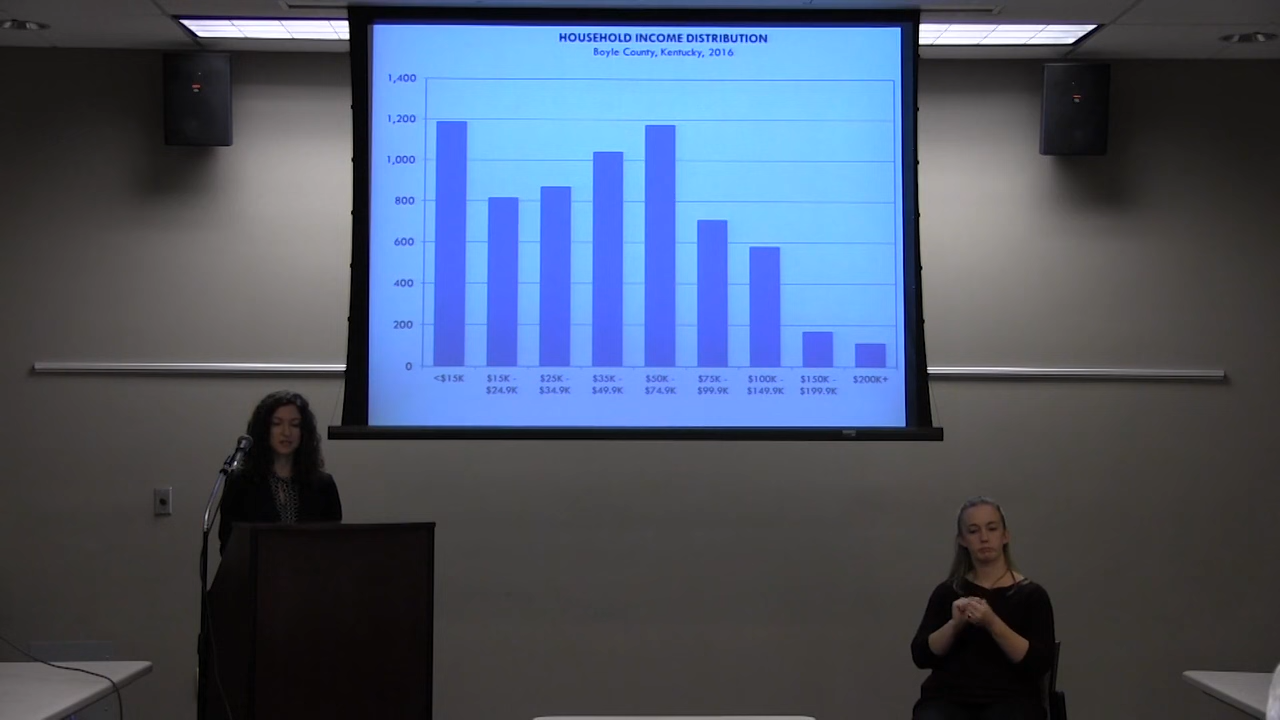 HOUSEHOLD INCOME DISTRIBUTION
Boyle County, Kentucky, 2016
1,400
1,200
1,000
800
600
400
200
0
<$15K
$15K - $24.9K
$25K - $34.9K
$35K - $49.9K
$50K - $74.9K
$75K - $99.9K
$100K - $149.9K
$150K - $199.9K
$200K+